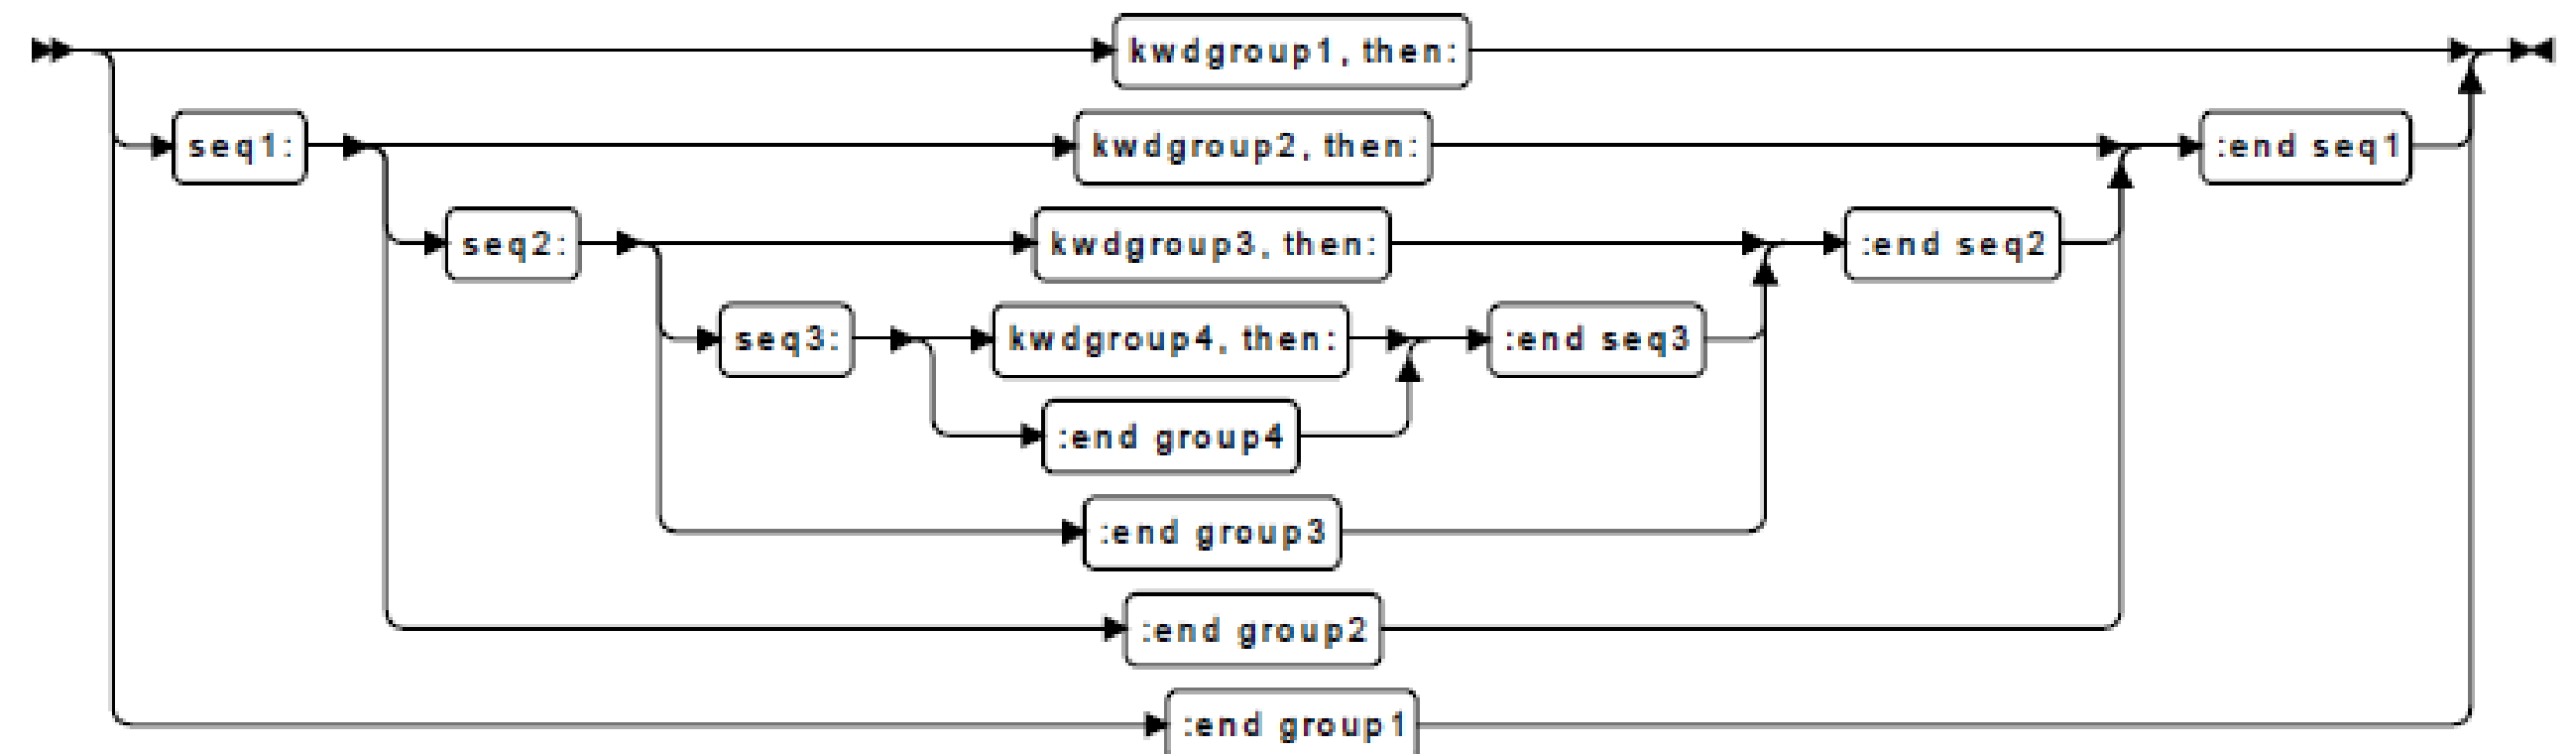 kwdgroup1, then:
seq1: kwdgroup2, then: :end seq1
seq2: kwdgroup3, then: :end seq2
seq3: kwdgroup4, then: :end seq3
:end group4
:end group3
:end group2
:end group1